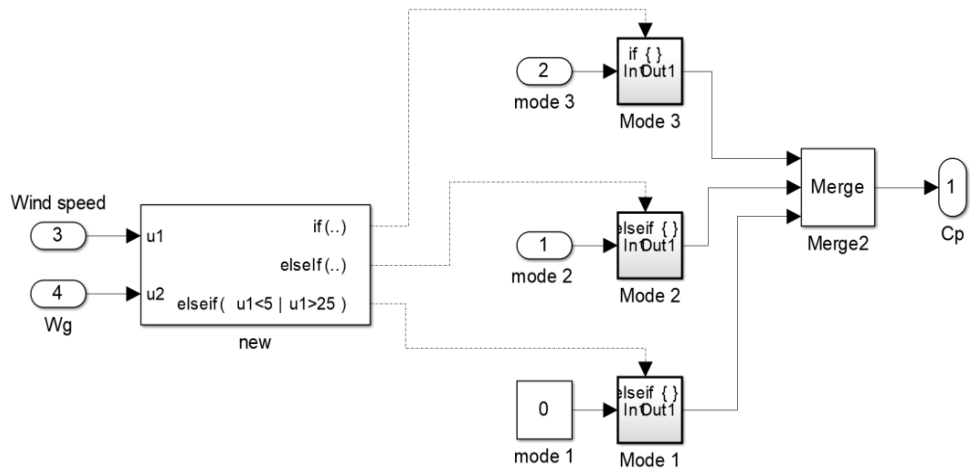 if { }
In1Out1
Mode 3
2
mode 3
Wind speed
3
u1
4
u2
Wg
if(..)
elseIf(..)
elseif( u1<5 | u1>25 )
new
elseif { }
In1Out1
Mode 2
1
mode 2
Merge
Merge2
1
Cp
0
mode 1
elseif { }
In1Out1
Mode 1